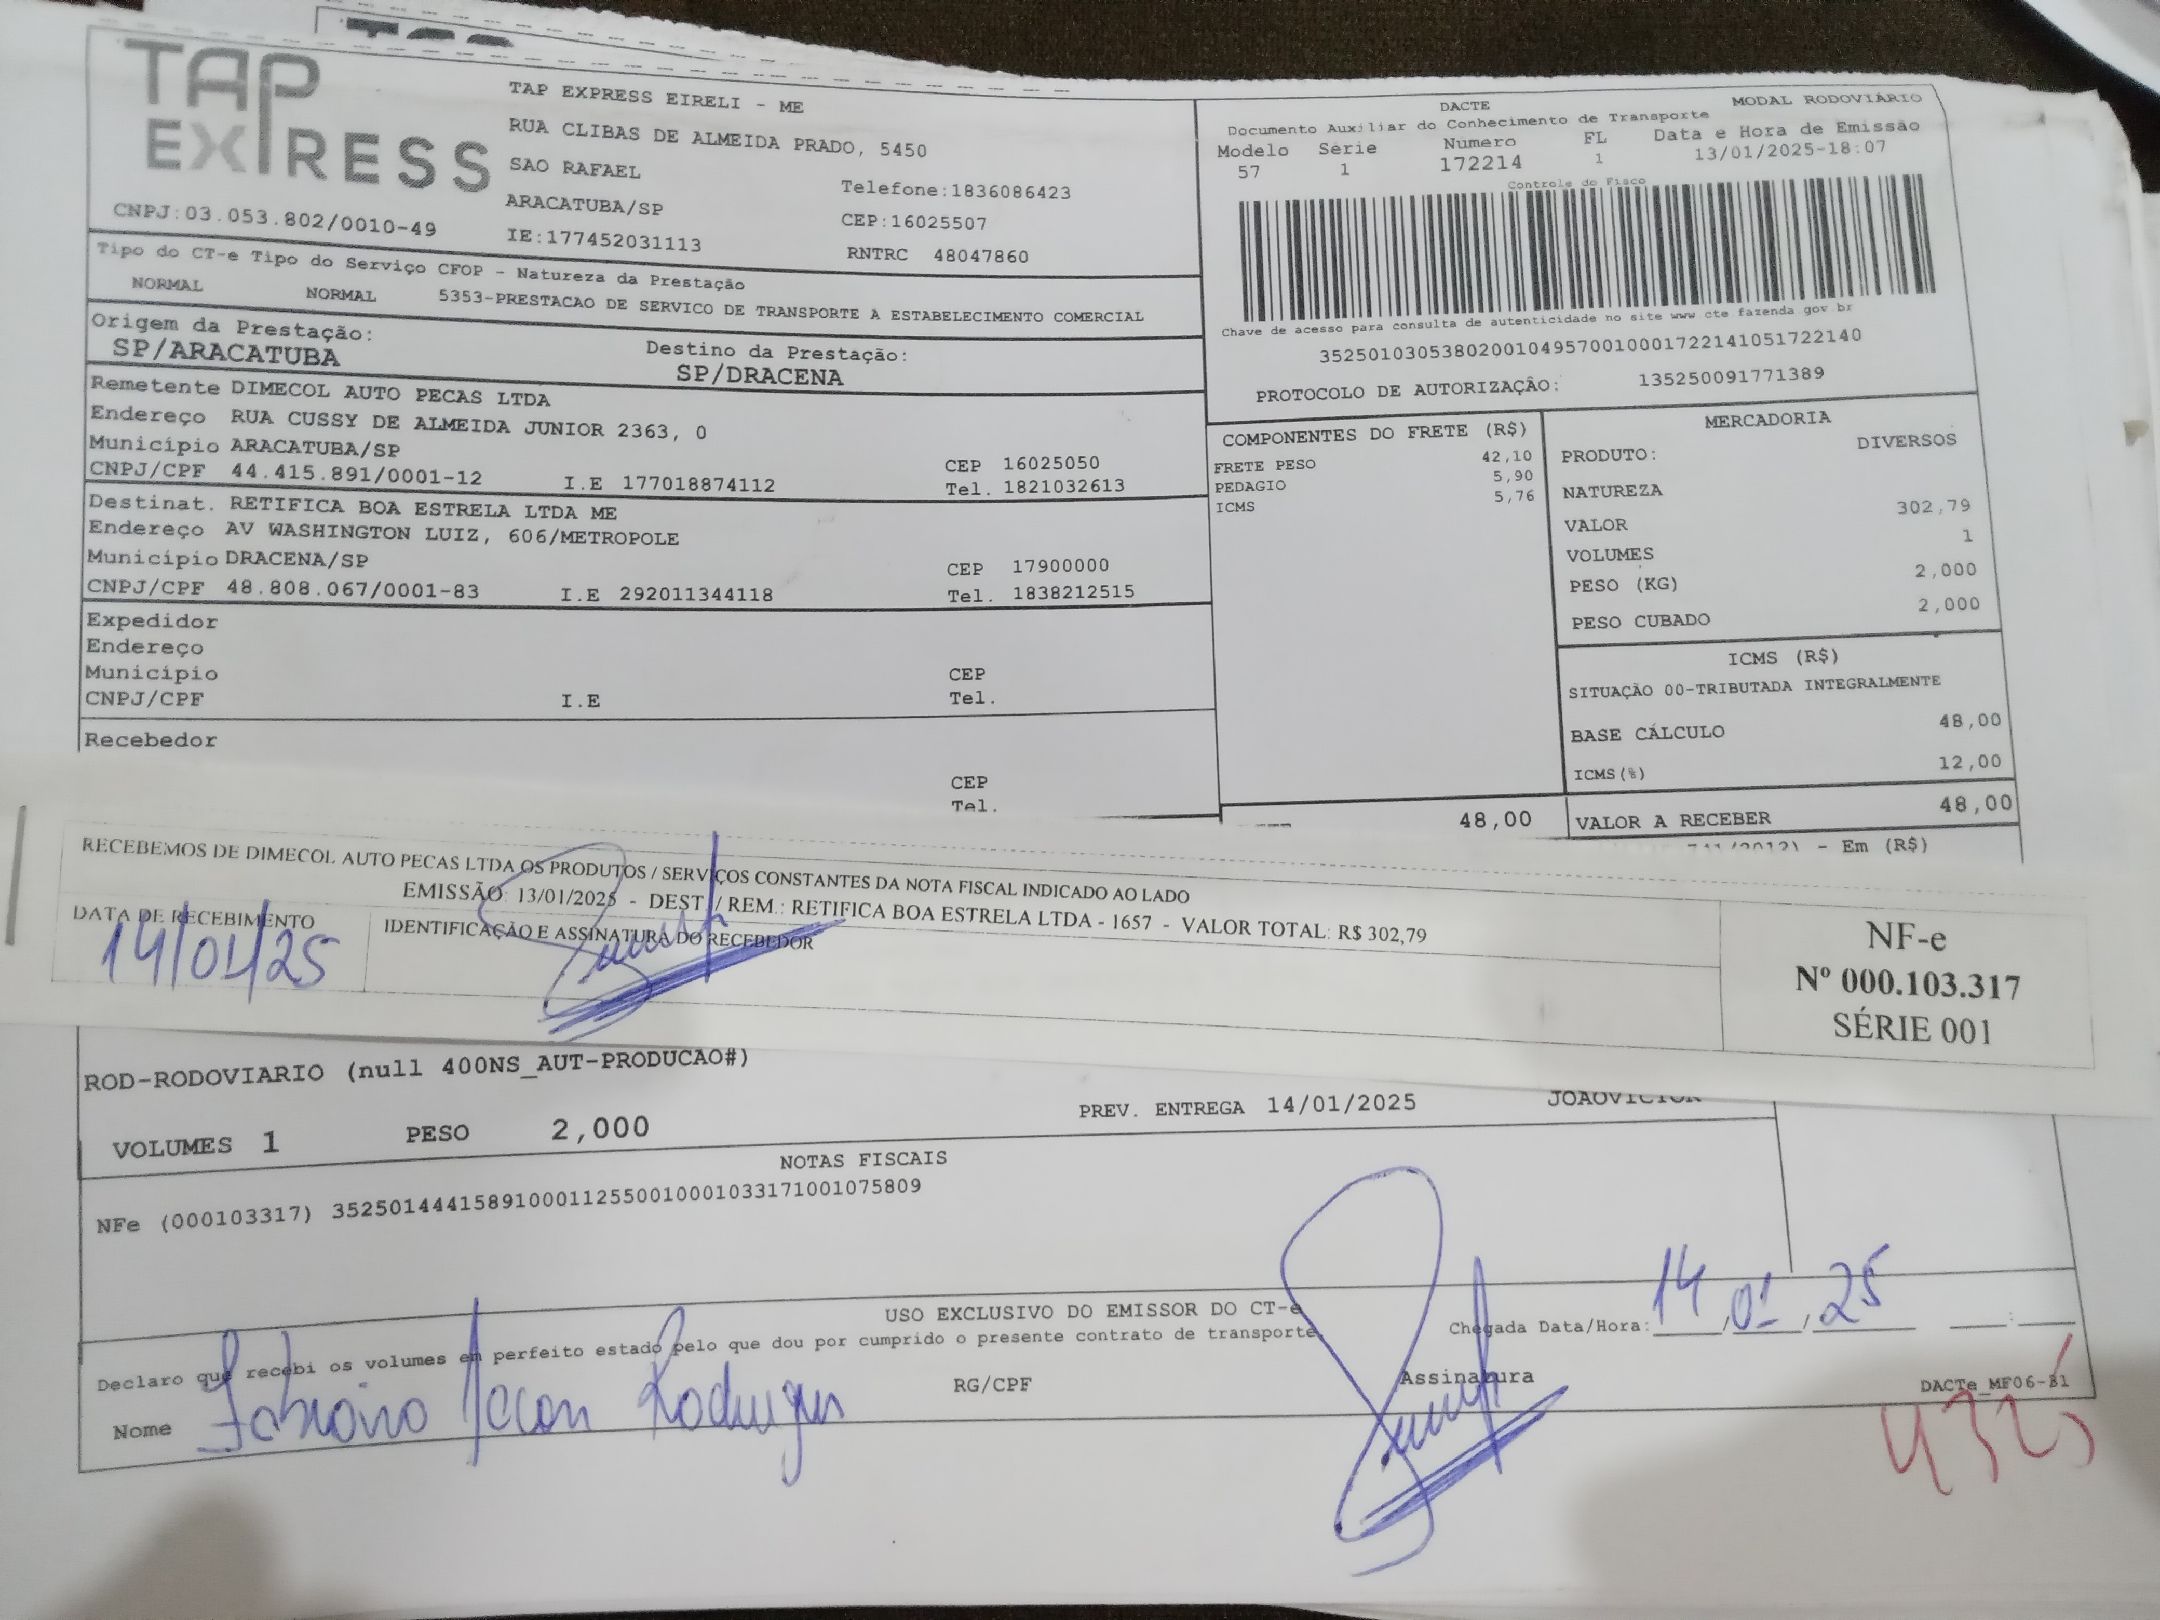 TAP
EXPRESS
CNPJ:03.053.802/0010-49
TAP EXPRESS EIRELI - ME
RUA CLIBAS DE ALMEIDA PRADO, 5450
SAO RAFAEL
Telefone:1836086423
ARACATUBA/SP
CEP:16025507
IE:177452031113
RNTRC 48047860
DACTE MODAL RODOVIÁRIO
Documento Auxiliar do Conhecimento de Transporte
Modelo Série Número FL Data e Hora de Emissão
57 1 172214 1 13/01/2025-18:07
Controle do Fisco
Chave de acesso para consulta de autenticidade no site www cte fazenda gov br
35250103053802001049570010001722141051722140
PROTOCOLO DE AUTORIZAÇÃO: 135250091771389
Tipo do CT-e Tipo do Serviço CFOP - Natureza da Prestação
NORMAL NORMAL 5353-PRESTACAO DE SERVICO DE TRANSPORTE A ESTABELECIMENTO COMERCIAL
Origem da Prestação: Destino da Prestação:
SP/ARACATUBA SP/DRACENA
Remetente DIMECOL AUTO PECAS LTDA
Endereço RUA CUSSY DE ALMEIDA JUNIOR 2363, 0
Município ARACATUBA/SP CEP 16025050
CNPJ/CPF 44.415.891/0001-12 I.E 177018874112 Tel. 1821032613
Destinat. RETIFICA BOA ESTRELA LTDA ME
Endereço AV WASHINGTON LUIZ, 606/METROPOLE
Município DRACENA/SP CEP 17900000
CNPJ/CPF 48.808.067/0001-83 I.E 292011344118 Tel. 1838212515
Expedidor
Endereço
Município CEP
CNPJ/CPF I.E Tel.
Recebedor
CEP
Tel.
COMPONENTES DO FRETE (R$)
FRETE PESO 42,10
PEDAGIO 5,90
ICMS 5,76
48,00
MERCADORIA
PRODUTO: DIVERSOS
NATUREZA
VALOR 302,79
VOLUMES 1
PESO (KG) 2,000
PESO CUBADO 2,000
ICMS (R$)
SITUAÇÃO 00-TRIBUTADA INTEGRALMENTE
BASE CÁLCULO 48,00
ICMS(%) 12,00
VALOR A RECEBER 48,00
741/2012) - Em (R$)
RECEBEMOS DE DIMECOL AUTO PECAS LTDA OS PRODUTOS / SERVIÇOS CONSTANTES DA NOTA FISCAL INDICADO AO LADO
EMISSÃO: 13/01/2025 - DEST. / REM.: RETIFICA BOA ESTRELA LTDA - 1657 - VALOR TOTAL: R$ 302,79
DATA DE RECEBIMENTO IDENTIFICAÇÃO E ASSINATURA DO RECEBEDOR
14/01/25
NF-e
Nº 000.103.317
SÉRIE 001
ROD-RODOVIARIO (null 400NS_AUT-PRODUCAO#)
VOLUMES 1 PESO 2,000 PREV. ENTREGA 14/01/2025 JOAOVICTOR
NOTAS FISCAIS
NFe (000103317) 35250144415891000112550010001033171001075809
USO EXCLUSIVO DO EMISSOR DO CT-e
Declaro que recebi os volumes em perfeito estado pelo que dou por cumprido o presente contrato de transporte.
Chegada Data/Hora: 14/01/25 :
Nome Fabiano Rodrigues RG/CPF Assinatura
DACTe_MF06-B1